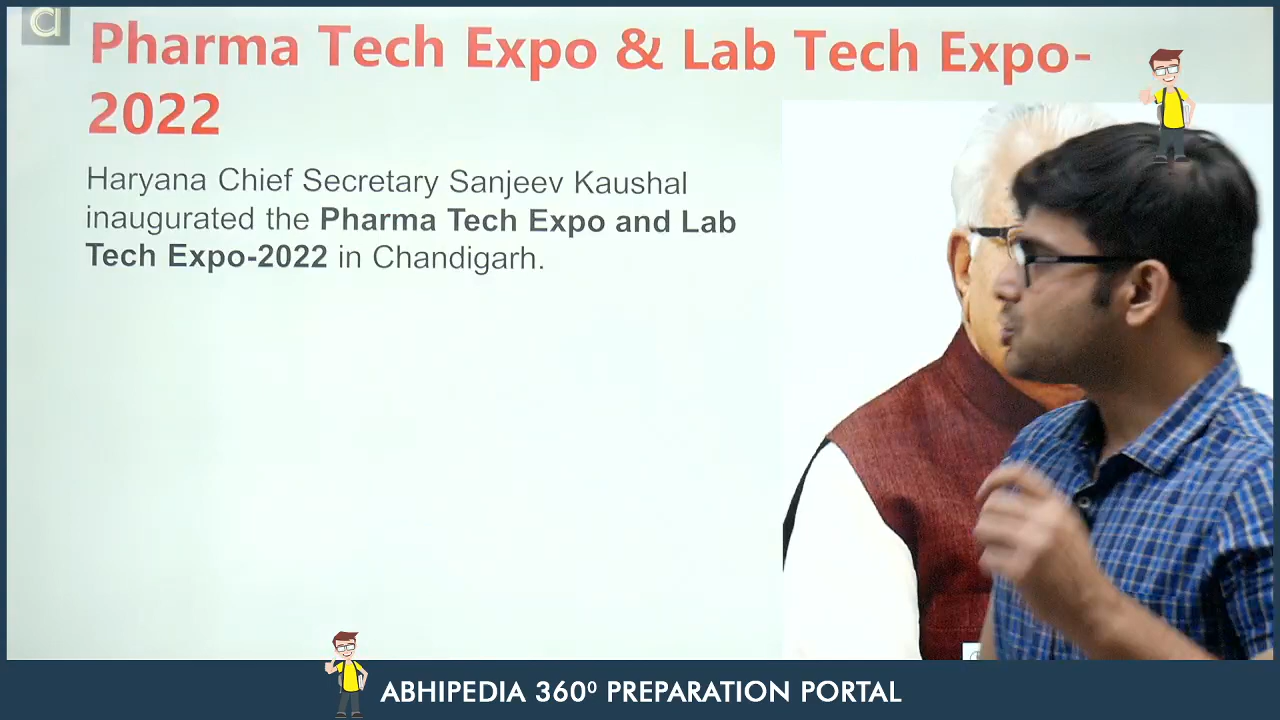 Pharma Tech Expo & Lab Tech Expo-
2022
Haryana Chief Secretary Sanjeev Kaushal
inaugurated the Pharma Tech Expo and Lab
Tech Expo-2022 in Chandigarh.
ABHIPEDIA 360⁰ PREPARATION PORTAL